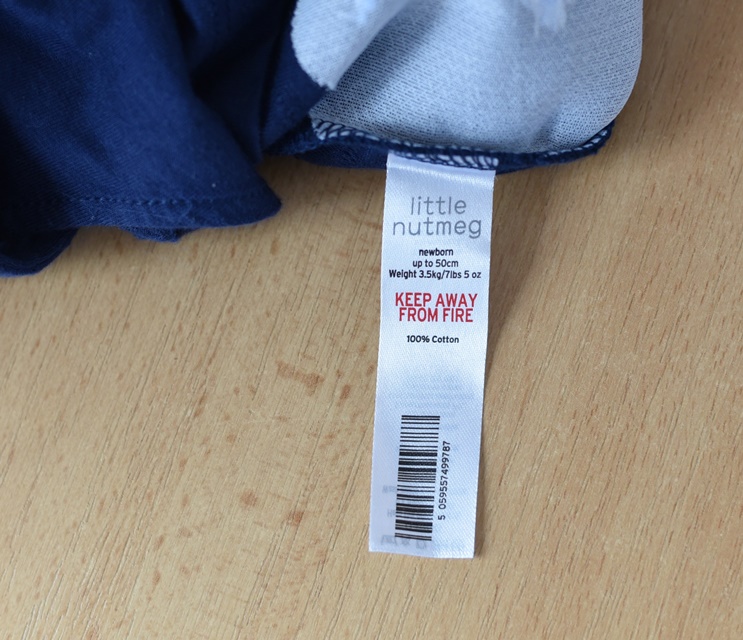 little
nutmeg
newborn
up to 50cm
Weight 3.5kg/7lbs 5 oz
KEEP AWAY
FROM FIRE
100% Cotton
5 059557499787